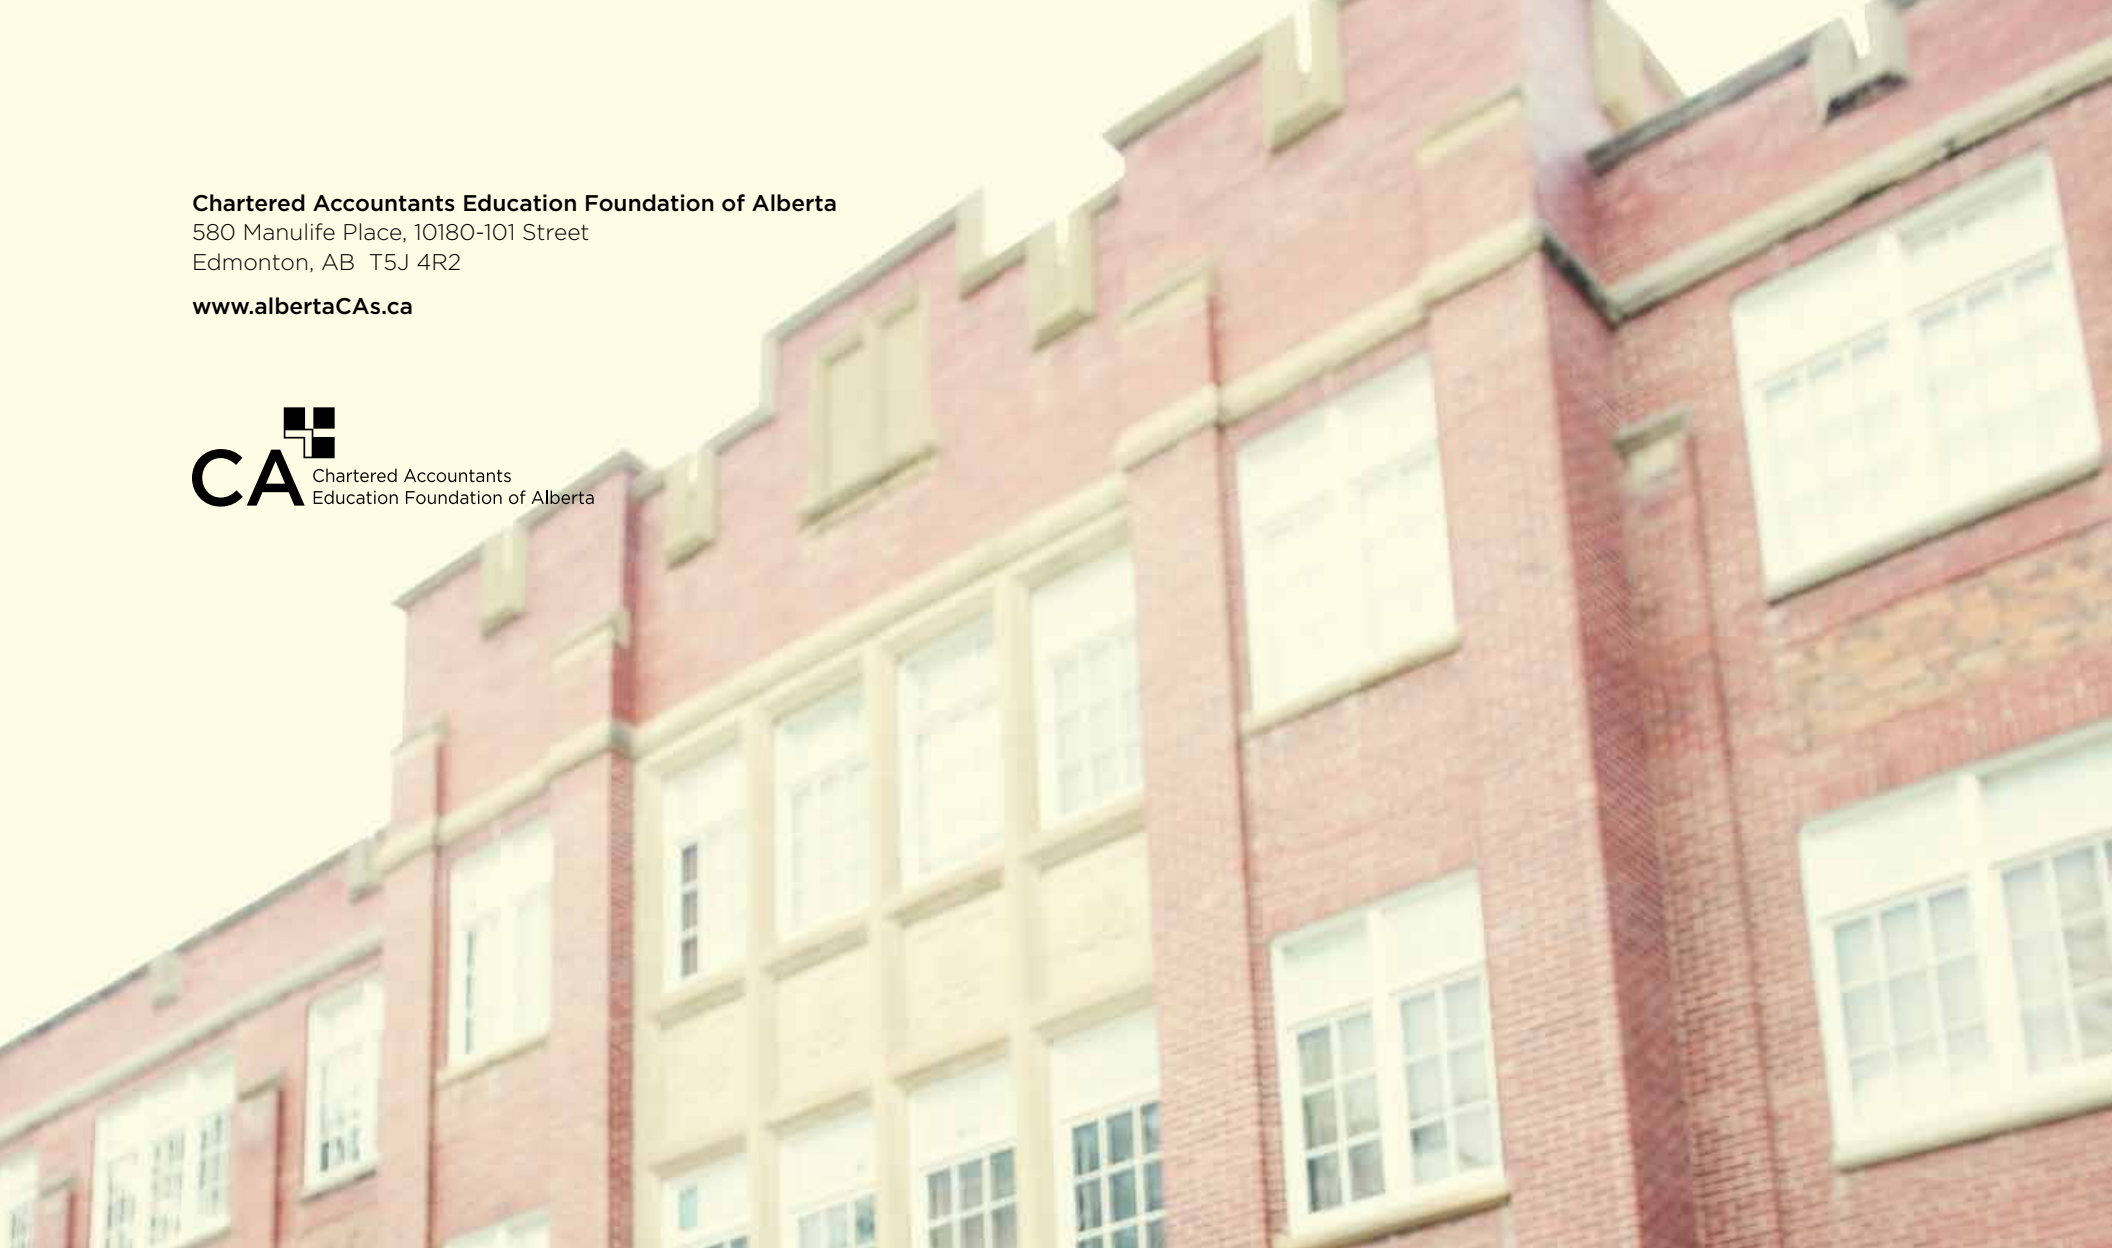 Chartered Accountants Education Foundation of Alberta
580 Manulife Place, 10180-101 Street
Edmonton, AB  T5J 4R2
www.albertaCAs.ca
CA
Chartered Accountants
Education Foundation of Alberta